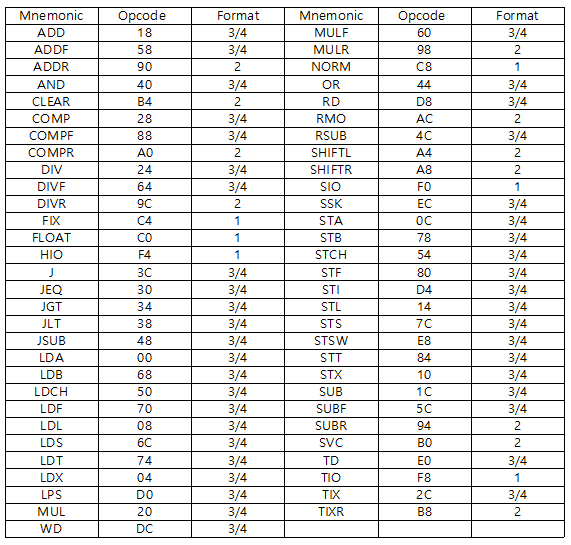 Mnemonic Opcode Format Mnemonic Opcode Format
ADD 18 3/4 MULF 60 3/4
ADDF 58 3/4 MULR 98 2
ADDR 90 2 NORM C8 1
AND 40 3/4 OR 44 3/4
CLEAR B4 2 RD D8 3/4
COMP 28 3/4 RMO AC 2
COMPF 88 3/4 RSUB 4C 3/4
COMPR A0 2 SHIFTL A4 2
DIV 24 3/4 SHIFTR A8 2
DIVF 64 3/4 SIO F0 1
DIVR 9C 2 SSK EC 3/4
FIX C4 1 STA 0C 3/4
FLOAT C0 1 STB 78 3/4
HIO F4 1 STCH 54 3/4
J 3C 3/4 STF 80 3/4
JEQ 30 3/4 STI D4 3/4
JGT 34 3/4 STL 14 3/4
JLT 38 3/4 STS 7C 3/4
JSUB 48 3/4 STSW E8 3/4
LDA 00 3/4 STT 84 3/4
LDB 68 3/4 STX 10 3/4
LDCH 50 3/4 SUB 1C 3/4
LDF 70 3/4 SUBF 5C 3/4
LDL 08 3/4 SUBR 94 2
LDS 6C 3/4 SVC B0 2
LDT 74 3/4 TD E0 3/4
LDX 04 3/4 TIO F8 1
LPS D0 3/4 TIX 2C 3/4
MUL 20 3/4 TIXR B8 2
WD DC 3/4